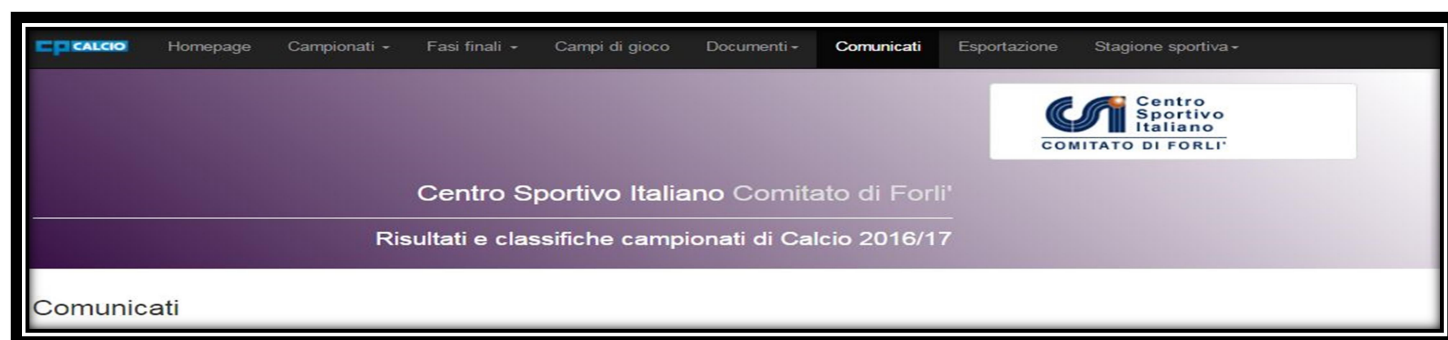 CP CALCIO Homepage Campionati Fasi finali Campi di gioco Documenti Comunicati Esportazione Stagione sportiva
CSI Centro
Sportivo
Italiano
COMITATO DI FORLI'
Centro Sportivo Italiano Comitato di Forli'
Risultati e classifiche campionati di Calcio 2016/17
Comunicati